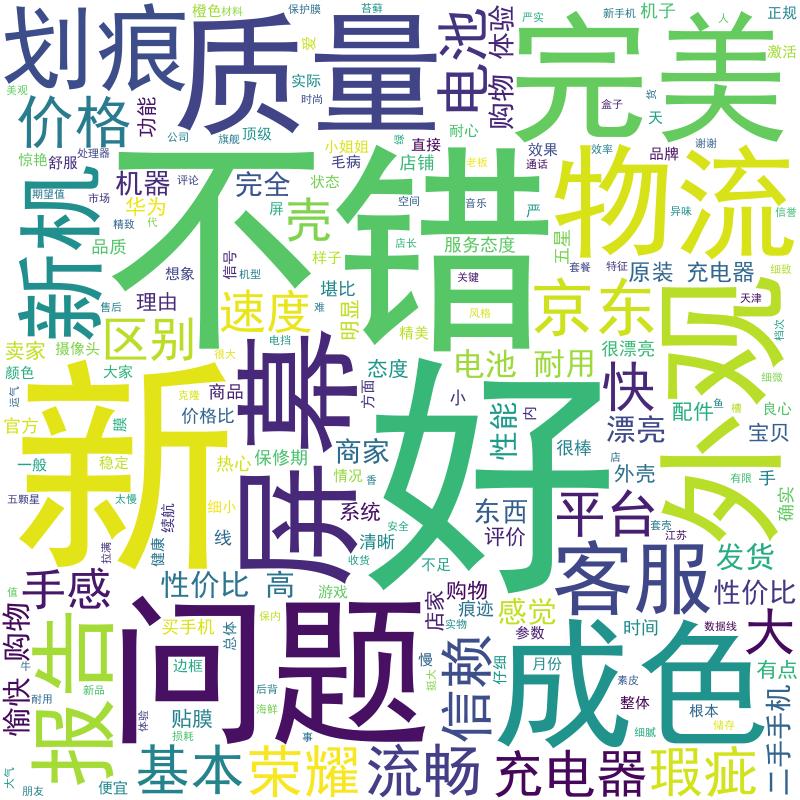 橙色
材料
保护膜
苔藓
严实
新手机
机子
正规
划痕
质量
电池
体验
完美
爱
人
激活
美观
价格
功能
实际
时尚
购物
盒子
天
公司
旗舰
顶级
小姐姐
直接
耐心
效果
效率
品牌
谢谢
惊艳
舒服
处理器
毛病
店铺
通话
老板
物流
异味
信誉
新机
期望值
市场
机器
评论
完全
状态
空间
音乐
严
不错
精致
华为
代
屏
壳
店长
服务态度
五星
品质
想象
信号
机型
样子
关键
套餐
特征
原装 充电器
细致
售后
理由
速度
堪比
难
明显
风格
精美
京东
天津
档次
外观
卖家
摄像头
区别
很大
电挡
幕
屏
电池 耐用
很漂亮
颜色
大家
克隆
商品
方面
态度
快
细微
运气
价格比
小
性能
内
配件
鱼
槽
良心
官方
膜
新
好
漂亮
宝贝
一般
稳定
热心
保修期
商家
情况
香
很棒
店
外壳
有限
手
确实
五颗星
太慢
续航
细小
系统
东西
平台
套壳
江苏
拉满
健康
线
清晰
安全
评价
收货
不足
客服
发货
手感
性价比 高
游戏
店家
购物
痕迹
感觉
性价比
值
愉快 购物
报告
买手机
总体
保内
问题
实物
参数
时间
数据线
大
牛
边框
慢
信赖
仔细
成色
月份
素皮
有点
耐用
新品
后背
挺大
整体
根本
二手手机
贴膜
体验
海鲜
损耗
事
细腻
储存
大气
朋友
便宜
基本
荣耀
流畅
充电器
瑕疵